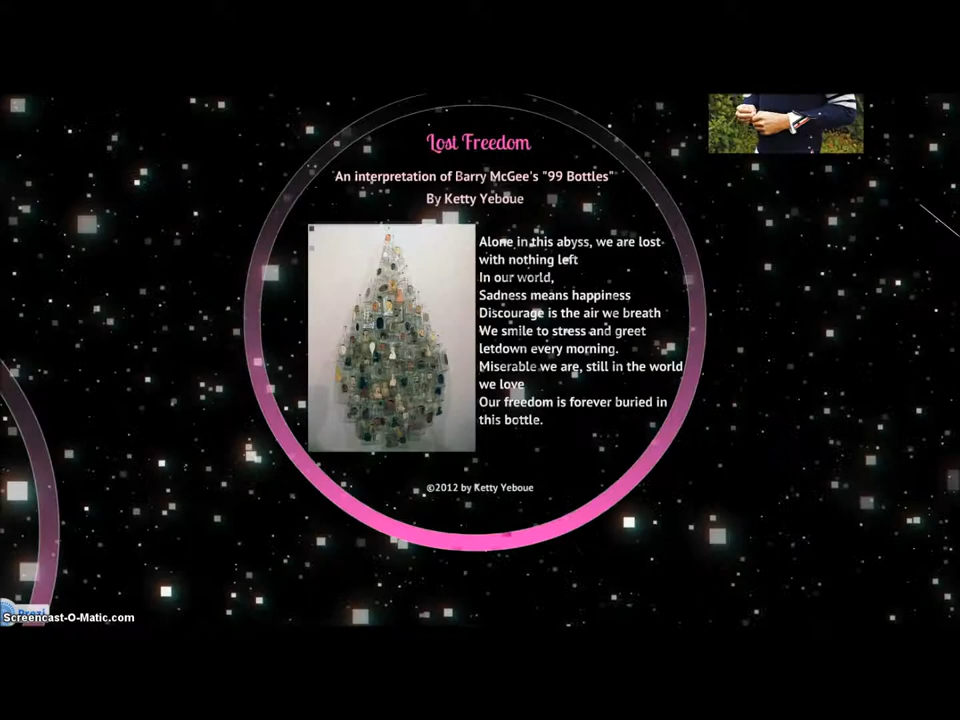 Lost Freedom
An interpretation of Barry McGee's "99 Bottles"
By Ketty Yeboue
Alone in this abyss, we are lost
with nothing left
In our world,
Sadness means happiness
Discourage is the air we breath
We smile to stress and greet
letdown every morning.
Miserable we are, still in the world
we love
Our freedom is forever buried in
this bottle.
©2012 by Ketty Yeboue
Prezi
Screencast-O-Matic.com